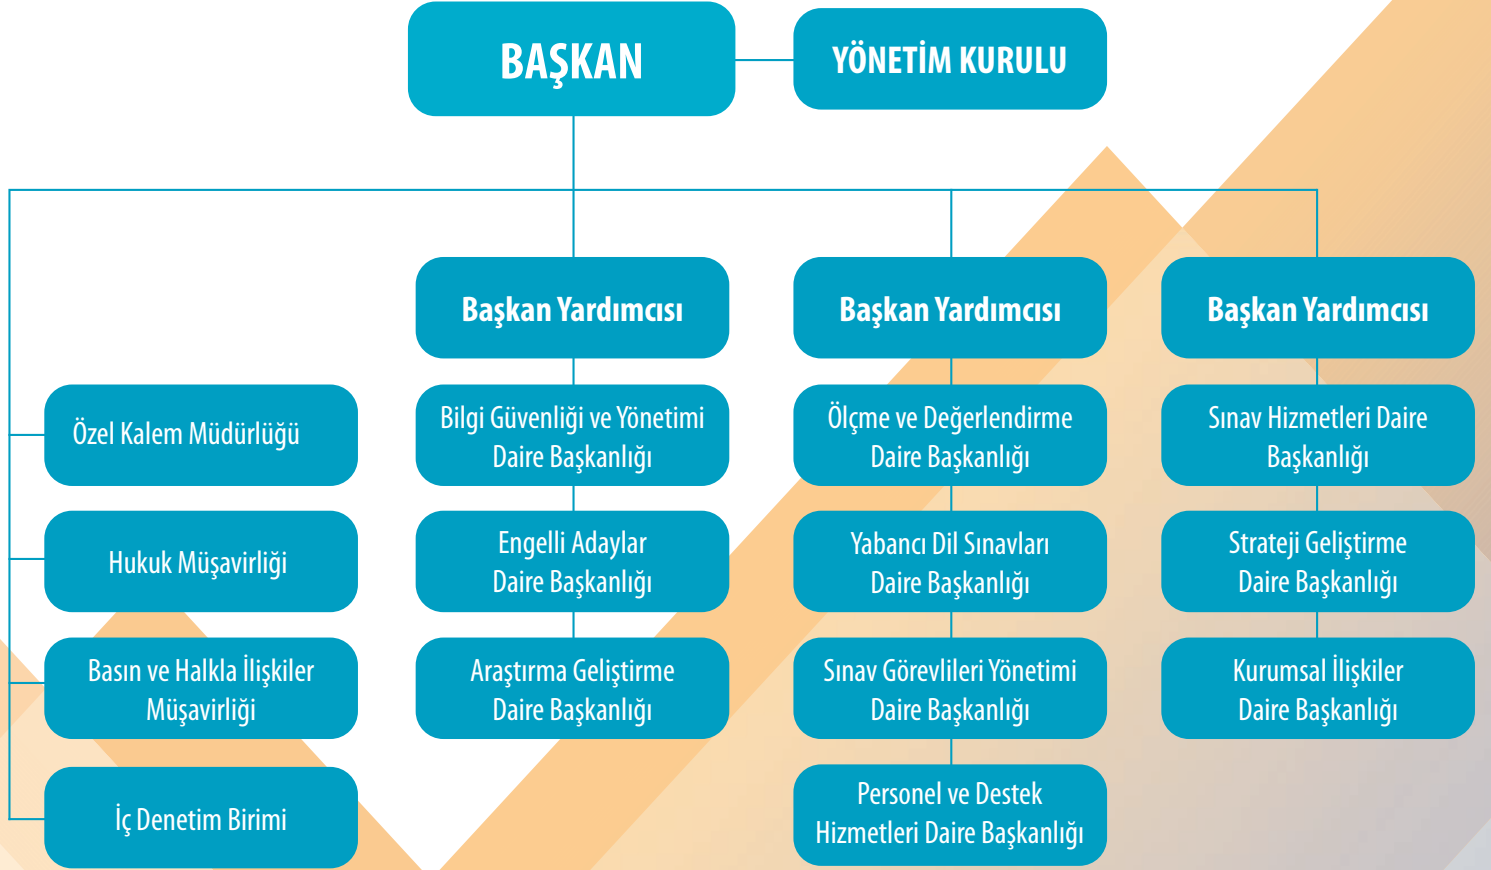 BAŞKAN
YÖNETİM KURULU
Başkan Yardımcısı
Başkan Yardımcısı
Başkan Yardımcısı
Özel Kalem Müdürlüğü
Hukuk Müşavirliği
Basın ve Halkla İlişkiler
Müşavirliği
İç Denetim Birimi
Bilgi Güvenliği ve Yönetimi
Daire Başkanlığı
Engelli Adaylar
Daire Başkanlığı
Araştırma Geliştirme
Daire Başkanlığı
Ölçme ve Değerlendirme
Daire Başkanlığı
Yabancı Dil Sınavları
Daire Başkanlığı
Sınav Görevlileri Yönetimi
Daire Başkanlığı
Personel ve Destek
Hizmetleri Daire Başkanlığı
Sınav Hizmetleri Daire
Başkanlığı
Strateji Geliştirme
Daire Başkanlığı
Kurumsal İlişkiler
Daire Başkanlığı